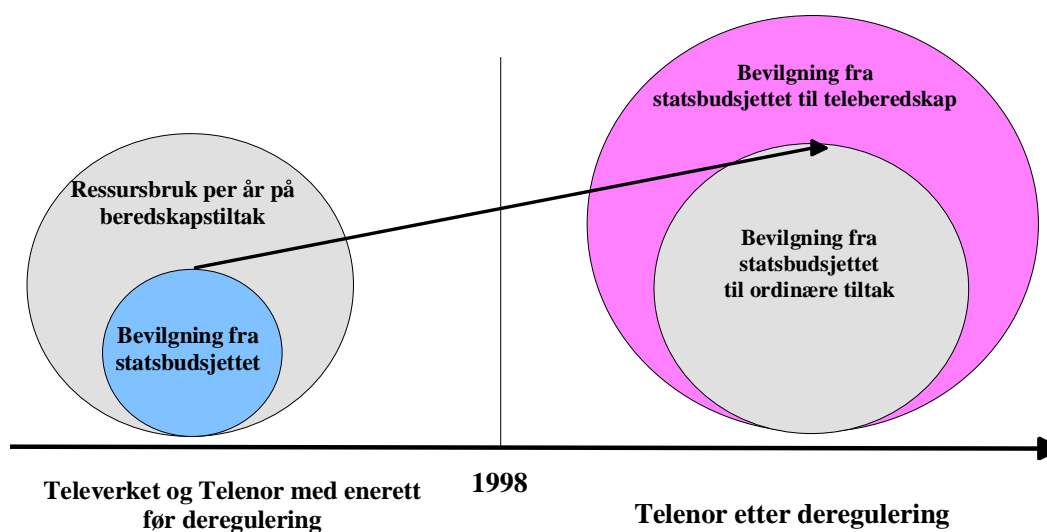 Ressursbruk per år på
beredskapstiltak
Bevilgning fra
statsbudsjettet
Bevilgning fra
statsbudsjettet til teleberedskap
Bevilgning fra
statsbudsjettet
til ordinære tiltak
Televerket og Telenor med enerett
før deregulering
1998
Telenor etter deregulering